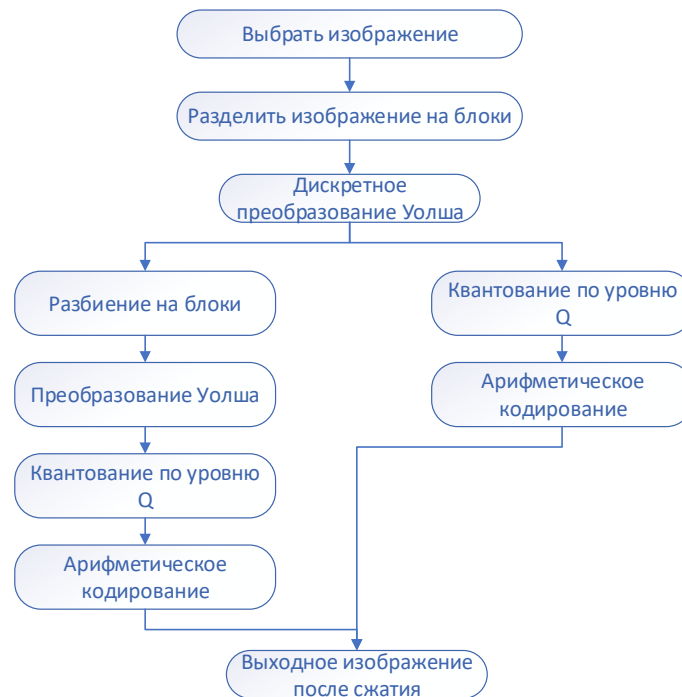 Выбрать изображение
Разделить изображение на блоки
Дискретное
преобразование Уолша
Разбиение на блоки
Преобразование Уолша
Квантование по уровню
Q
Арифметическое
кодирование
Квантование по уровню
Q
Арифметическое
кодирование
Выходное изображение
после сжатия